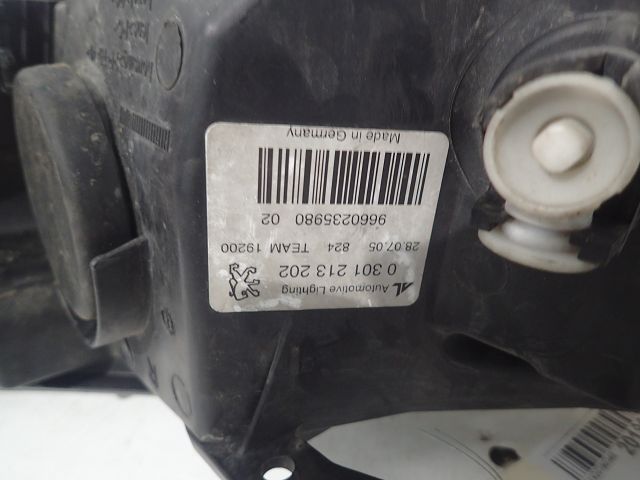 AL Automotive Lighting
0 301 213 202
28.07.05 824 TEAM 19200
9660235980 02
Made in Germany